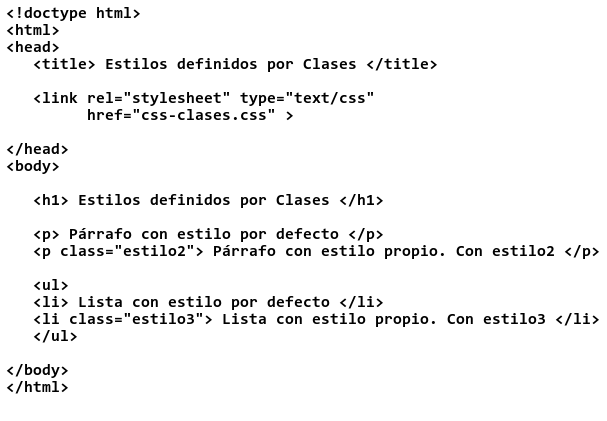 <!doctype html>
<html>
<head>
<title> Estilos definidos por Clases </title>
<link rel="stylesheet" type="text/css"
href="css-clases.css" >
</head>
<body>
<h1> Estilos definidos por Clases </h1>
<p> Párrafo con estilo por defecto </p>
<p class="estilo2"> Párrafo con estilo propio. Con estilo2 </p>
<ul>
<li> Lista con estilo por defecto </li>
<li class="estilo3"> Lista con estilo propio. Con estilo3 </li>
</ul>
</body>
</html>